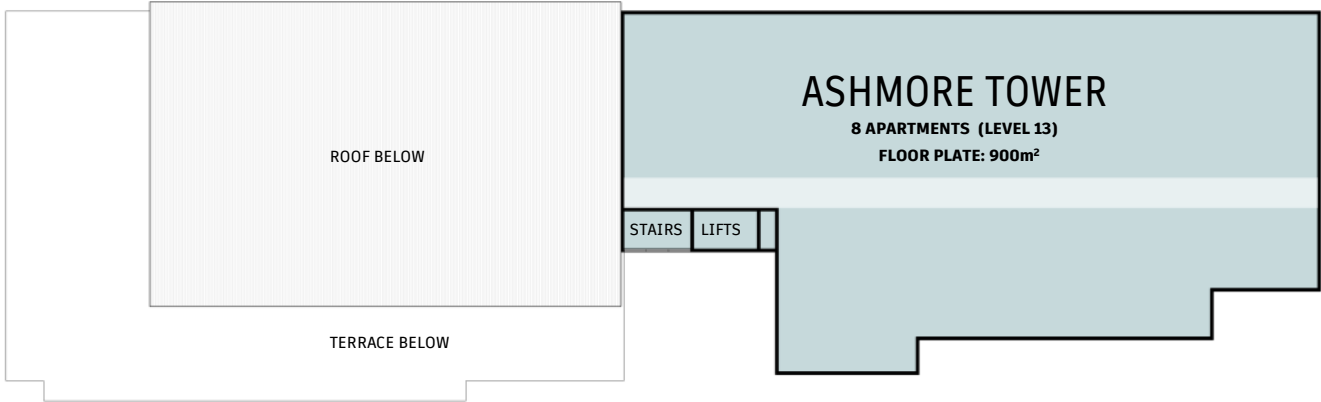 ASHMORE TOWER
8 APARTMENTS (LEVEL 13)
FLOOR PLATE: 900m²
ROOF BELOW
STAIRS
LIFTS
TERRACE BELOW